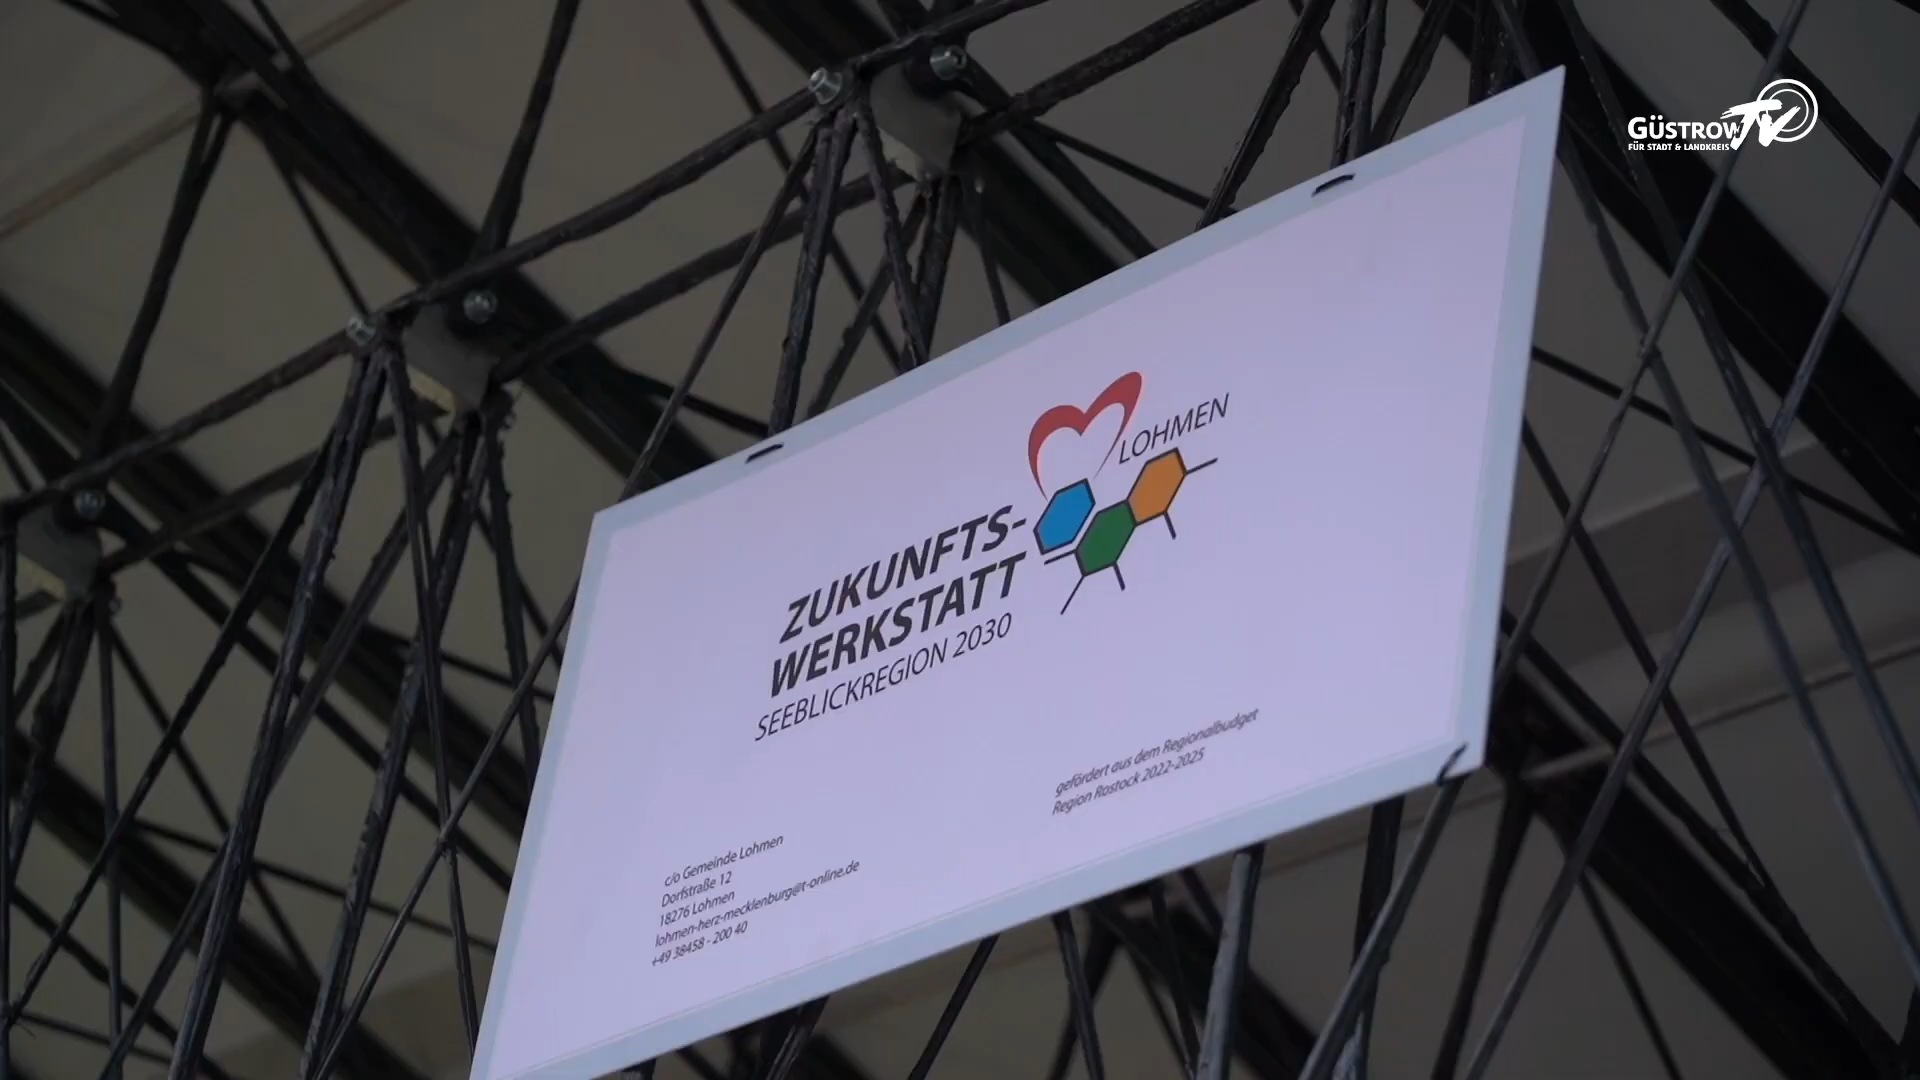 GÜSTROW TV
FÜR STADT & LANDKREIS
LOHMEN
ZUKUNFTS-
WERKSTATT
SEEBLICKREGION 2030
gefördert aus dem Regionalbudget
Region Rostock 2022-2025
c/o Gemeinde Lohmen
Dorfstraße 12
18276 Lohmen
lohmen-herz-mecklenburg@t-online.de
+49 38458 - 200 40